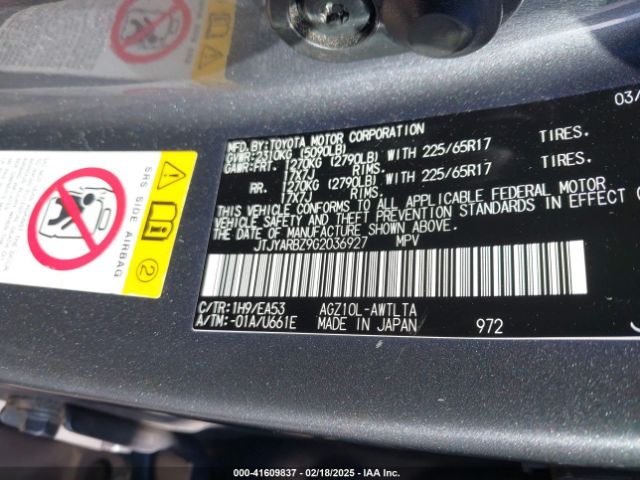 03/
MFD.BY:TOYOTA MOTOR CORPORATION
GVWR:2310KG (5090LB)
GAWR:FRT. 1270KG (2790LB) WITH 225/65R17 TIRES.
17X7J RIMS.
RR. 1270KG (2790LB) WITH 225/65R17 TIRES.
17X7J RIMS.
THIS VEHICLE CONFORMS TO ALL APPLICABLE FEDERAL MOTOR
VEHICLE SAFETY AND THEFT PREVENTION STANDARDS IN EFFECT
THE DATE OF MANUFACTURE SHOWN ABOVE.
JTJYARBZ9G2036927 MPV
C/TR:1H9/EA53 AGZ10L-AWTLTA
A/TM:-01A/U661E MADE IN JAPAN 972
SRS SIDE AIRBAG
2
000-41609837 - 02/18/2025 - IAA Inc.